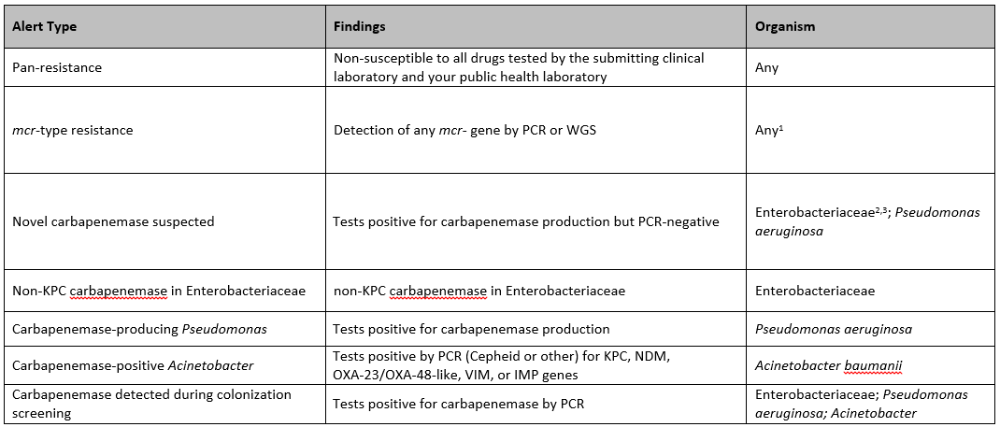 Alert Type
Findings
Organism
Pan-resistance
Non-susceptible to all drugs tested by the submitting clinical
laboratory and your public health laboratory
Any
mcr-type resistance
Detection of any mcr- gene by PCR or WGS
Any¹
Novel carbapenemase suspected
Tests positive for carbapenemase production but PCR-negative
Enterobacteriaceae²,³; Pseudomonas
aeruginosa
Non-KPC carbapenemase in Enterobacteriaceae
non-KPC carbapenemase in Enterobacteriaceae
Enterobacteriaceae
Carbapenemase-producing Pseudomonas
Tests positive for carbapenemase production
Pseudomonas aeruginosa
Carbapenemase-positive Acinetobacter
Tests positive by PCR (Cepheid or other) for KPC, NDM,
OXA-23/OXA-48-like, VIM, or IMP genes
Acinetobacter baumanii
Carbapenemase detected during colonization
screening
Tests positive for carbapenemase by PCR
Enterobacteriaceae; Pseudomonas
aeruginosa; Acinetobacter